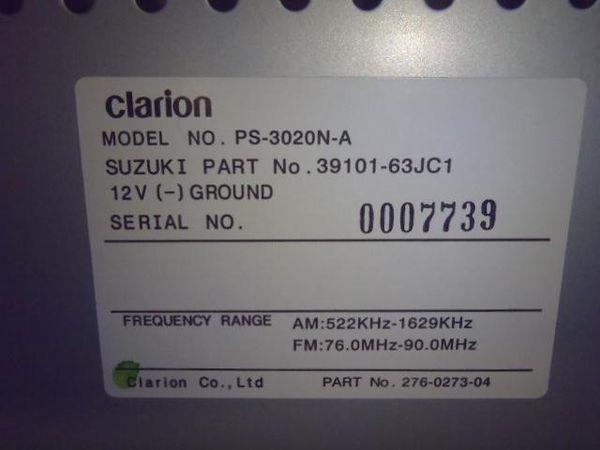 clarion
MODEL NO. PS-3020N-A
SUZUKI PART No. 39101-63JC1
12V (-) GROUND
SERIAL NO. 0007739
FREQUENCY RANGE AM:522KHz-1629KHz
FM:76.0MHz-90.0MHz
Clarion Co.,Ltd PART No. 276-0273-04